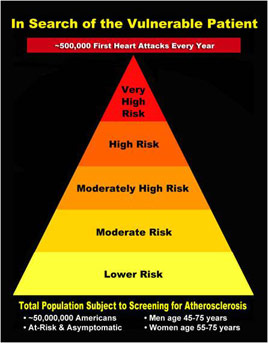 In Search of the Vulnerable Patient
~500,000 First Heart Attacks Every Year
Very
High
Risk
High Risk
Moderately High Risk
Moderate Risk
Lower Risk
Total Population Subject to Screening for Atherosclerosis
• ~50,000,000 Americans
• Men age 45-75 years
• At-Risk & Asymptomatic
• Women age 55-75 years